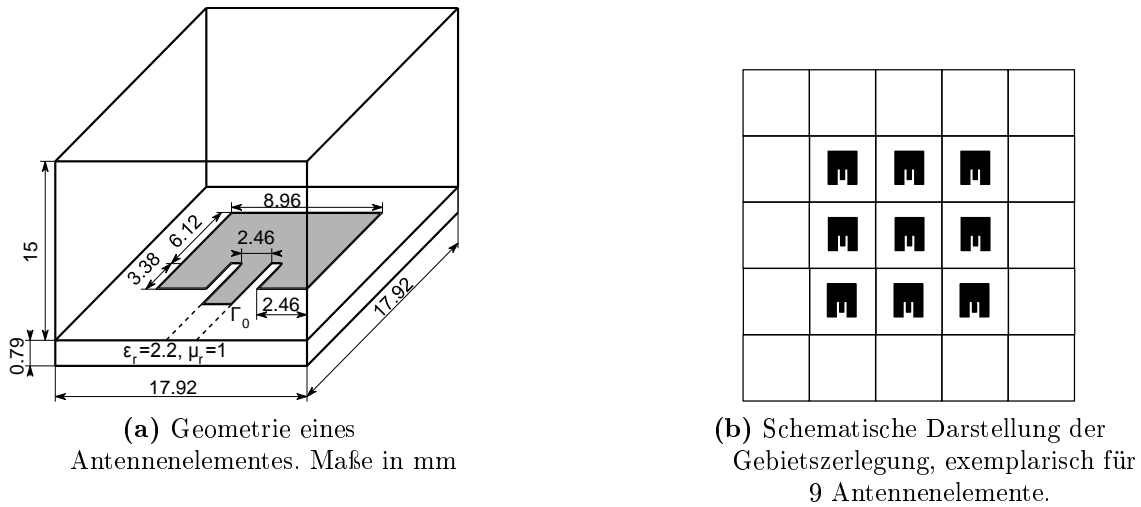 8.96
6.12
2.46
3.38
15
Γ0
2.46
17.92
εr=2.2, μr=1
0.79
17.92
(a) Geometrie eines
Antennenelementes. Maße in mm
(b) Schematische Darstellung der
Gebietszerlegung, exemplarisch für
9 Antennenelemente.